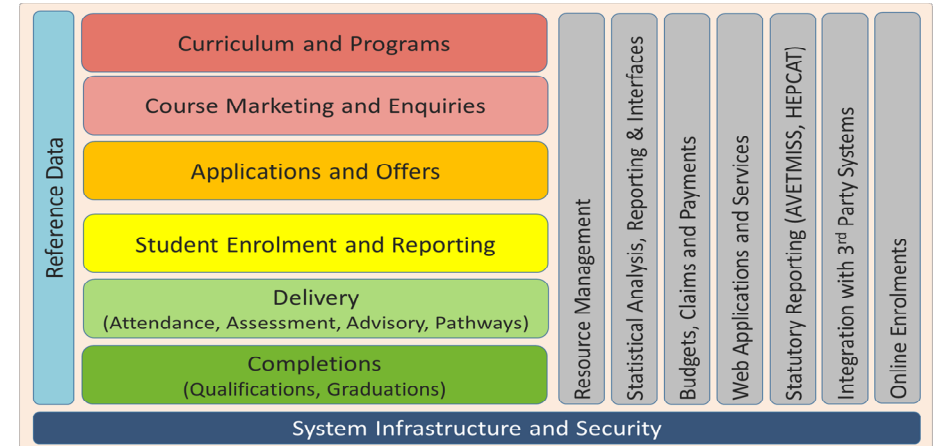 Reference Data
Curriculum and Programs
Course Marketing and Enquiries
Applications and Offers
Student Enrolment and Reporting
Delivery
(Attendance, Assessment, Advisory, Pathways)
Completions
(Qualifications, Graduations)
Resource Management
Statistical Analysis, Reporting & Interfaces
Budgets, Claims and Payments
Web Applications and Services
Statutory Reporting (AVETMISS, HEPCAT)
Integration with 3rd Party Systems
Online Enrolments
System Infrastructure and Security